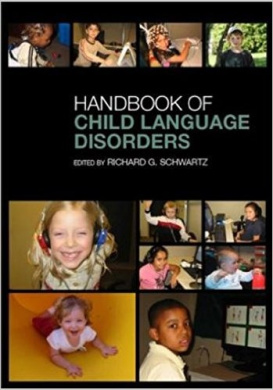 HANDBOOK OF
CHILD LANGUAGE
DISORDERS
EDITED BY RICHARD G. SCHWARTZ